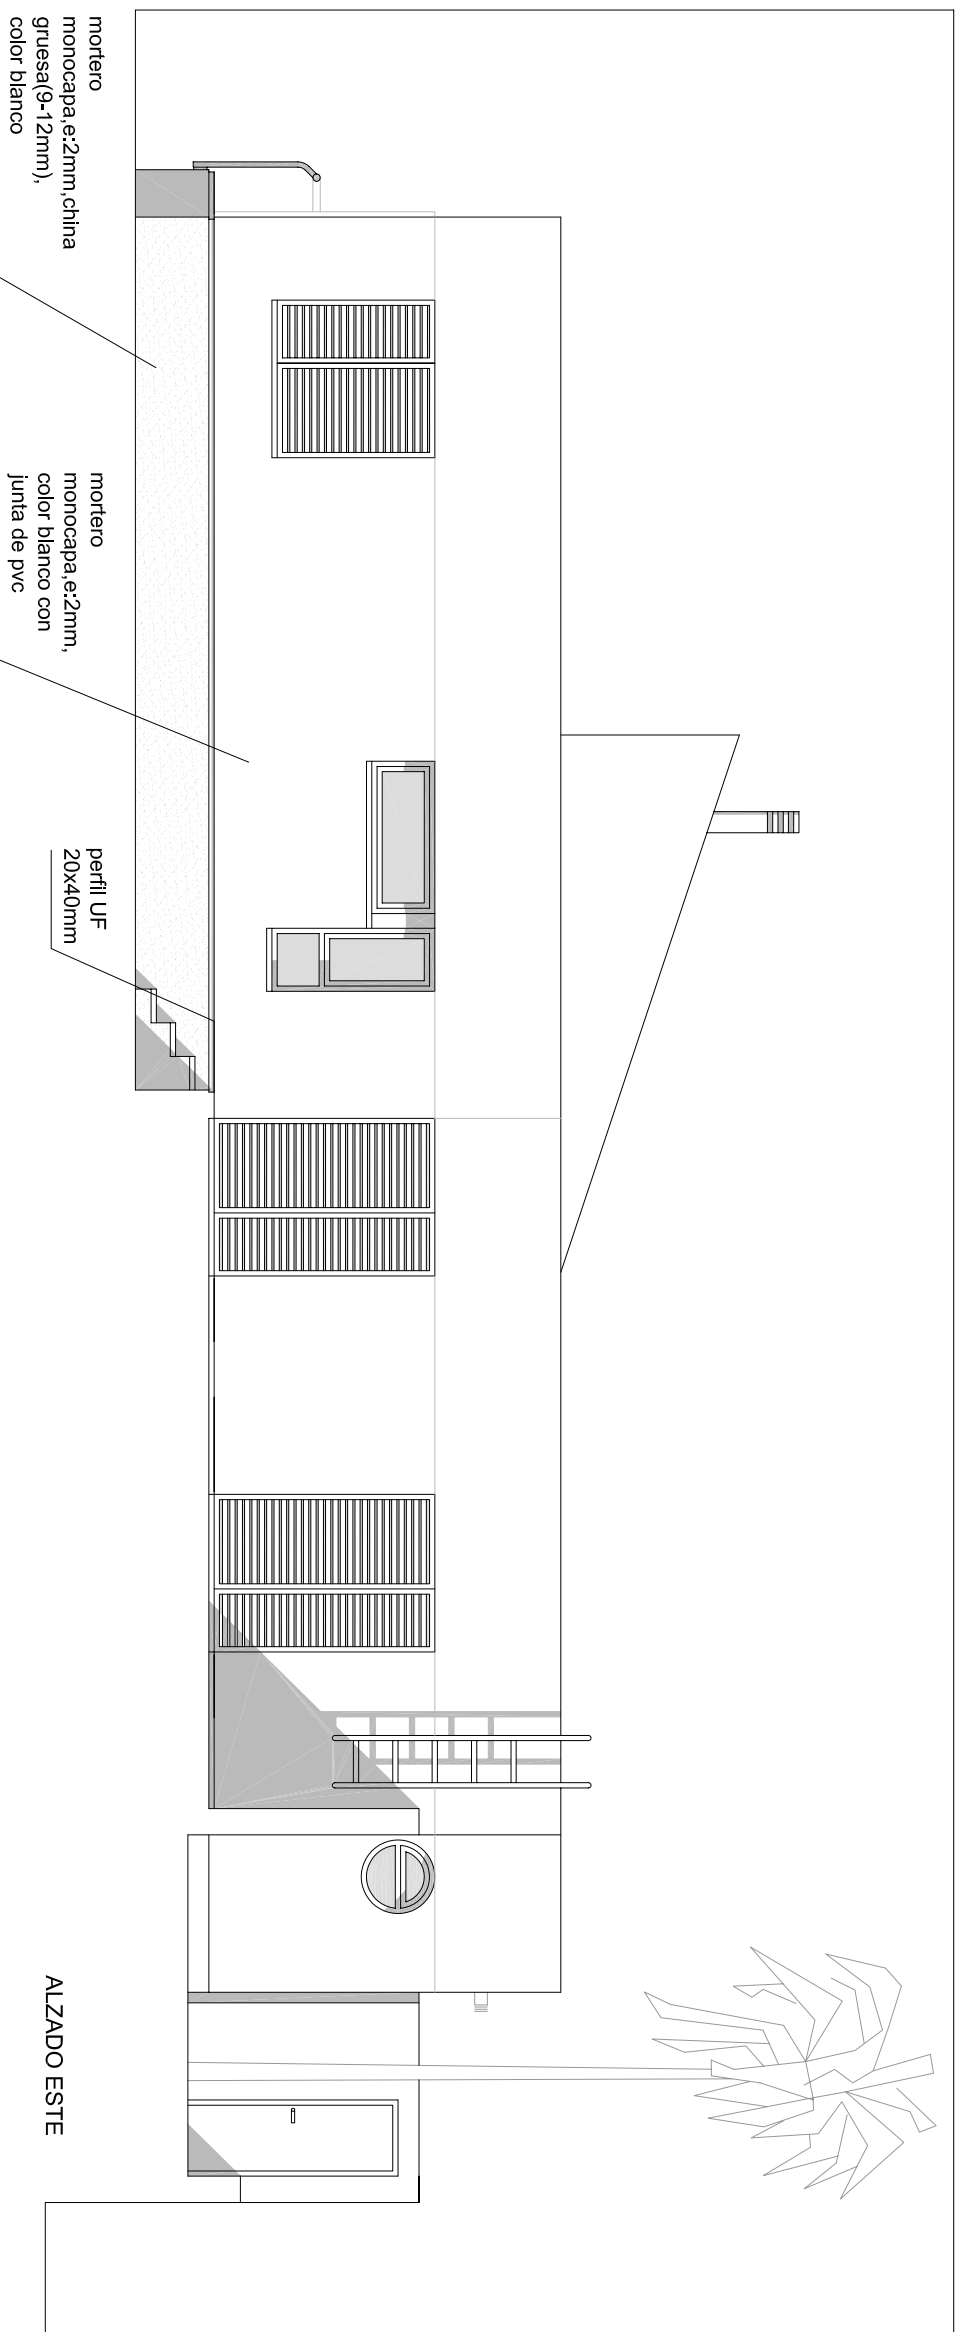 mortero
monocapa,e:2mm,china
gruesa(9-12mm),
color blanco
mortero
monocapa,e:2mm,
color blanco con
junta de pvc
perfil UF
20x40mm
ALZADO ESTE